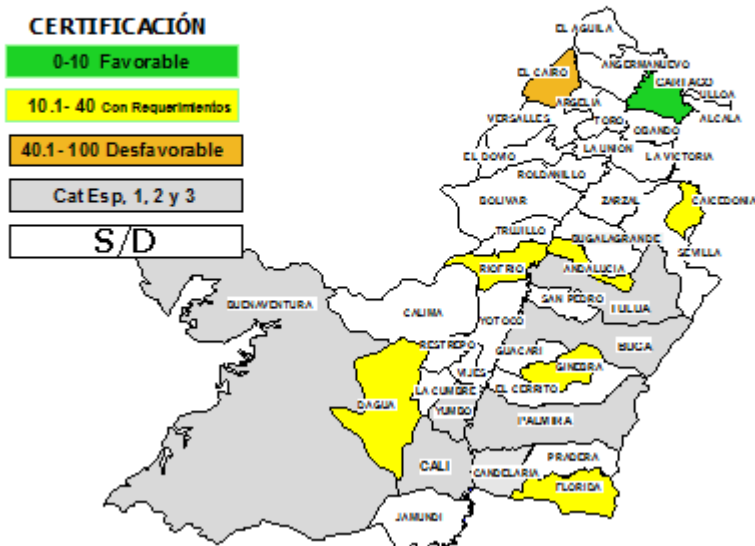 CERTIFICACIÓN
0-10 Favorable
10.1- 40 Con Requerimientos
40.1- 100 Desfavorable
Cat Esp, 1, 2 y 3
S/D
EL AGUILA
ANSERMANUEVO
EL CAIRO
CARTAGO
ULLOA
ARGELIA
ALCALA
VERSALLES
TORO
OBANDO
LA UNION
EL DOVIO
LA VICTORIA
ROLDANILLO
BOLIVAR
ZARZAL
CAICEDONIA
TRUJILLO
BUGALAGRANDE
SEVILLA
RIOFRIO
ANDALUCIA
BUENAVENTURA
SAN PEDRO
TULUA
CALIMA
YOTOCO
RESTREPO
GUACARI
BUGA
VIJES
GINEBRA
LA CUMBRE
EL CERRITO
DAGUA
YUMBO
PALMIRA
PRADERA
CALI
CANDELARIA
FLORIDA
JAMUNDI